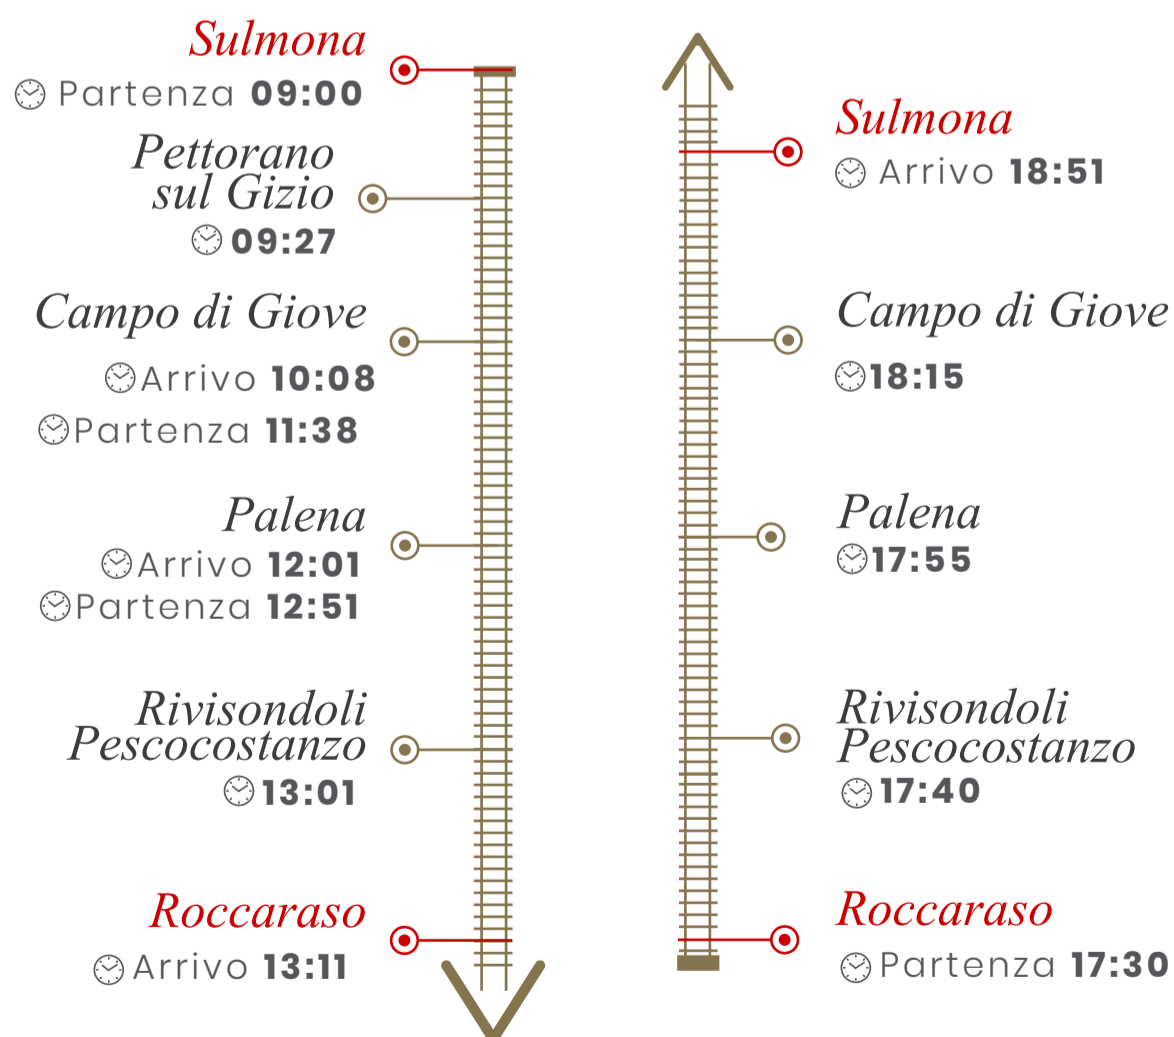 Sulmona
Partenza 09:00
Pettorano
sul Gizio
09:27
Campo di Giove
Arrivo 10:08
Partenza 11:38
Palena
Arrivo 12:01
Partenza 12:51
Rivisondoli
Pescocostanzo
13:01
Roccaraso
Arrivo 13:11
Sulmona
Arrivo 18:51
Campo di Giove
18:15
Palena
17:55
Rivisondoli
Pescocostanzo
17:40
Roccaraso
Partenza 17:30